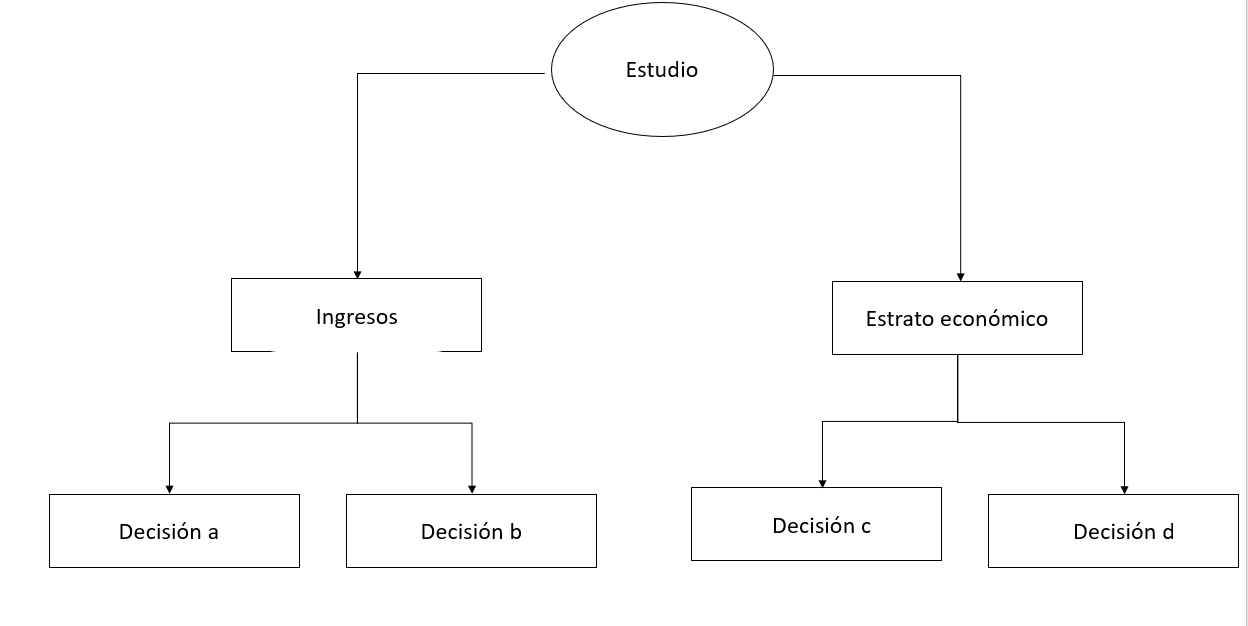 Estudio
Ingresos
Estrato económico
Decisión a
Decisión b
Decisión c
Decisión d